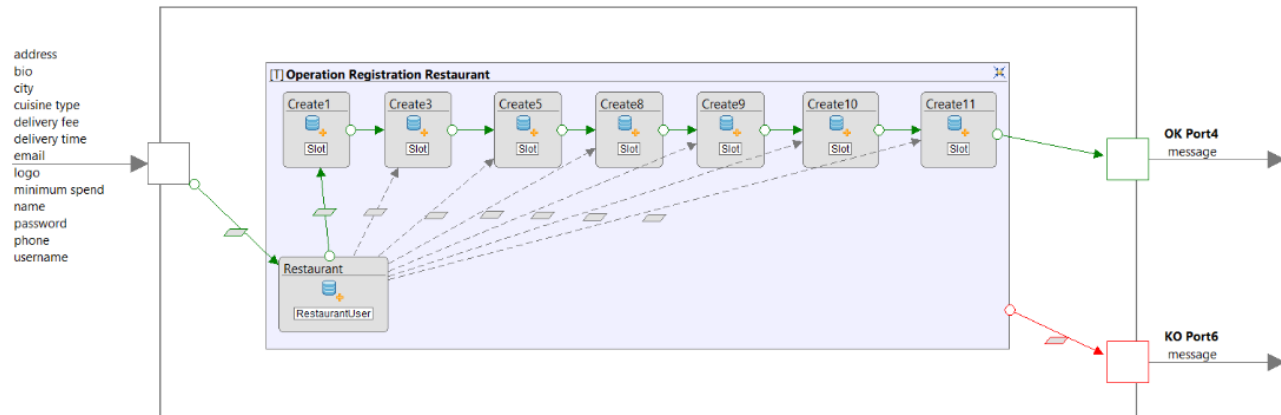 address
bio
city
cuisine type
delivery fee
delivery time
email
logo
minimum spend
name
password
phone
username
[T] Operation Registration Restaurant
Create1
Slot
Create3
Slot
Create5
Slot
Create8
Slot
Create9
Slot
Create10
Slot
Create11
Slot
Restaurant
RestaurantUser
OK Port4
message
KO Port6
message